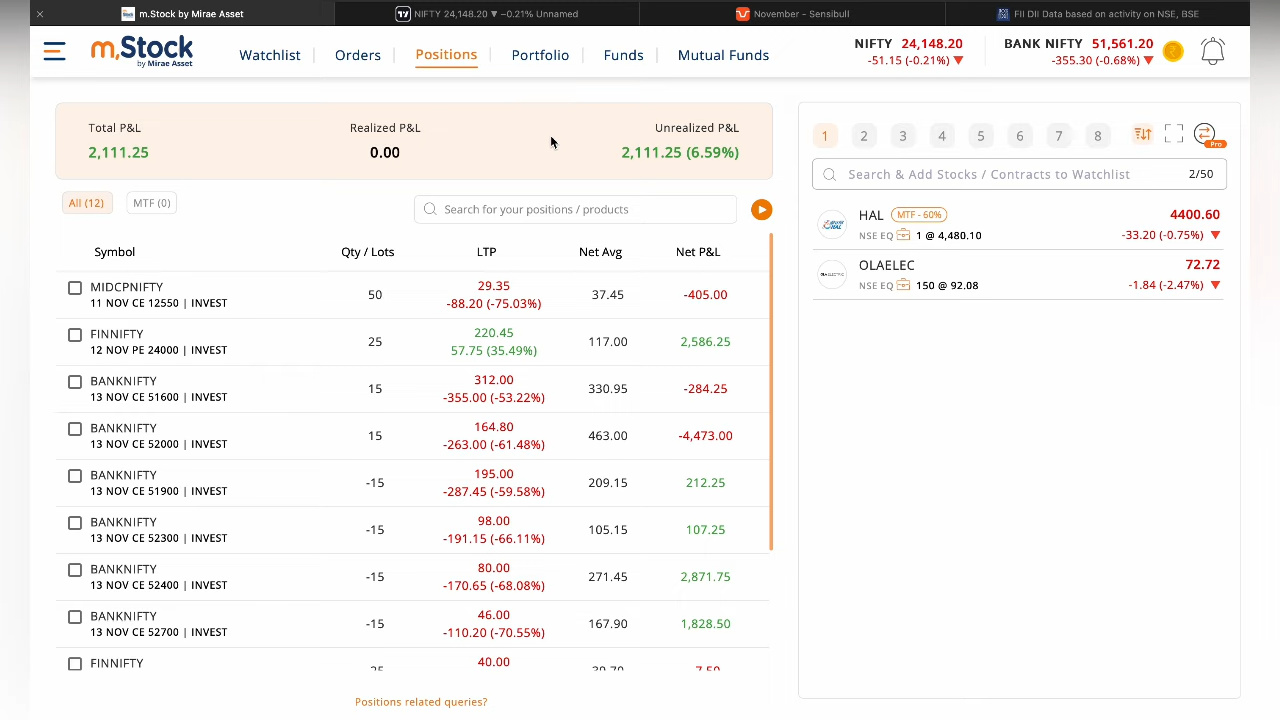 m.Stock by Mirae Asset
NIFTY 24,148.20 ▼ −0.21% Unnamed
November - Sensibull
FII DII Data based on activity on NSE, BSE
m.Stock
by Mirae Asset
Watchlist
Orders
Positions
Portfolio
Funds
Mutual Funds
NIFTY 24,148.20
-51.15 (-0.21%) ▼
BANK NIFTY 51,561.20
-355.30 (-0.68%) ▼
Total P&L
2,111.25
Realized P&L
0.00
Unrealized P&L
2,111.25 (6.59%)
All (12)
MTF (0)
Search for your positions / products
Symbol Qty / Lots LTP Net Avg Net P&L
MIDCPNIFTY
11 NOV CE 12550 | INVEST
50
29.35
-88.20 (-75.03%)
37.45
-405.00
FINNIFTY
12 NOV PE 24000 | INVEST
25
220.45
57.75 (35.49%)
117.00
2,586.25
BANKNIFTY
13 NOV CE 51600 | INVEST
15
312.00
-355.00 (-53.22%)
330.95
-284.25
BANKNIFTY
13 NOV CE 52000 | INVEST
15
164.80
-263.00 (-61.48%)
463.00
-4,473.00
BANKNIFTY
13 NOV CE 51900 | INVEST
-15
195.00
-287.45 (-59.58%)
209.15
212.25
BANKNIFTY
13 NOV CE 52300 | INVEST
-15
98.00
-191.15 (-66.11%)
105.15
107.25
BANKNIFTY
13 NOV CE 52400 | INVEST
-15
80.00
-170.65 (-68.08%)
271.45
2,871.75
BANKNIFTY
13 NOV CE 52700 | INVEST
-15
46.00
-110.20 (-70.55%)
167.90
1,828.50
FINNIFTY
40.00
Positions related queries?
1 2 3 4 5 6 7 8
Pro
Search & Add Stocks / Contracts to Watchlist 2/50
HAL MTF - 60% 4400.60
NSE EQ 1 @ 4,480.10 -33.20 (-0.75%) ▼
OLAELEC 72.72
NSE EQ 150 @ 92.08 -1.84 (-2.47%) ▼